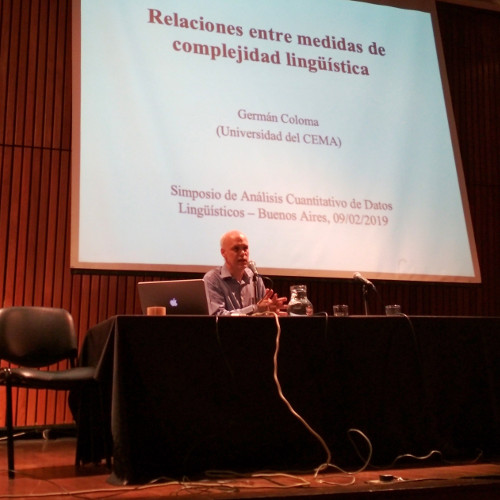 Relaciones entre medidas de
complejidad lingüística
Germán Coloma
(Universidad del CEMA)
Simposio de Análisis Cuantitativo de Datos
Lingüísticos – Buenos Aires, 09/02/2019